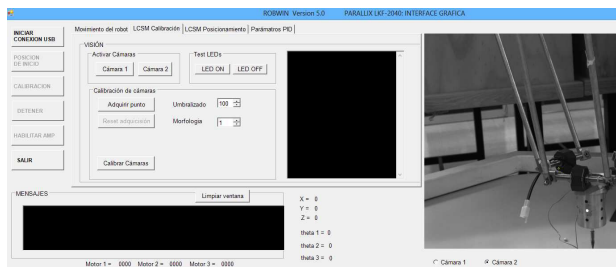 ROBWIN Version 5.0 PARALLUX LKF-2040: INTERFACE GRAFICA
INICIAR
CONEXION USB
POSICION
DE INICIO
CALIBRACION
DETENER
HABILITAR AMP
SALIR
Movimiento del robot LCSM Calibración LCSM Posicionamiento Parámatros PID
VISIÓN
Activar Cámaras
Cámara 1 Cámara 2
Test LEDs
LED ON LED OFF
Calibración de cámaras
Adquirir punto
Umbralizado 100
Reset adquisicion
Morfologia 1
Calibrar Cámaras
MENSAJES
Limpiar ventana
X = 0
Y = 0
Z = 0
theta 1 = 0
theta 2 = 0
theta 3 = 0
Motor 1 = 0000 Motor 2 = 0000 Motor 3 = 0000
Cámara 1 Cámara 2